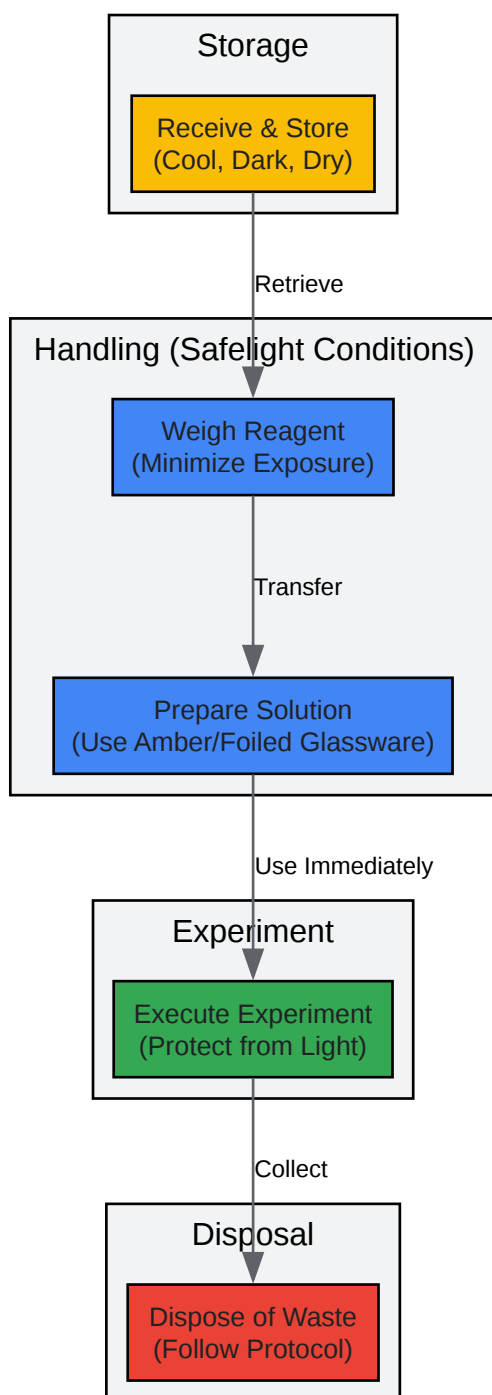 Storage
Receive & Store
(Cool, Dark, Dry)
Retrieve
Handling (Safelight Conditions)
Weigh Reagent
(Minimize Exposure)
Transfer
Prepare Solution
(Use Amber/Foiled Glassware)
Use Immediately
Experiment
Execute Experiment
(Protect from Light)
Collect
Disposal
Dispose of Waste
(Follow Protocol)